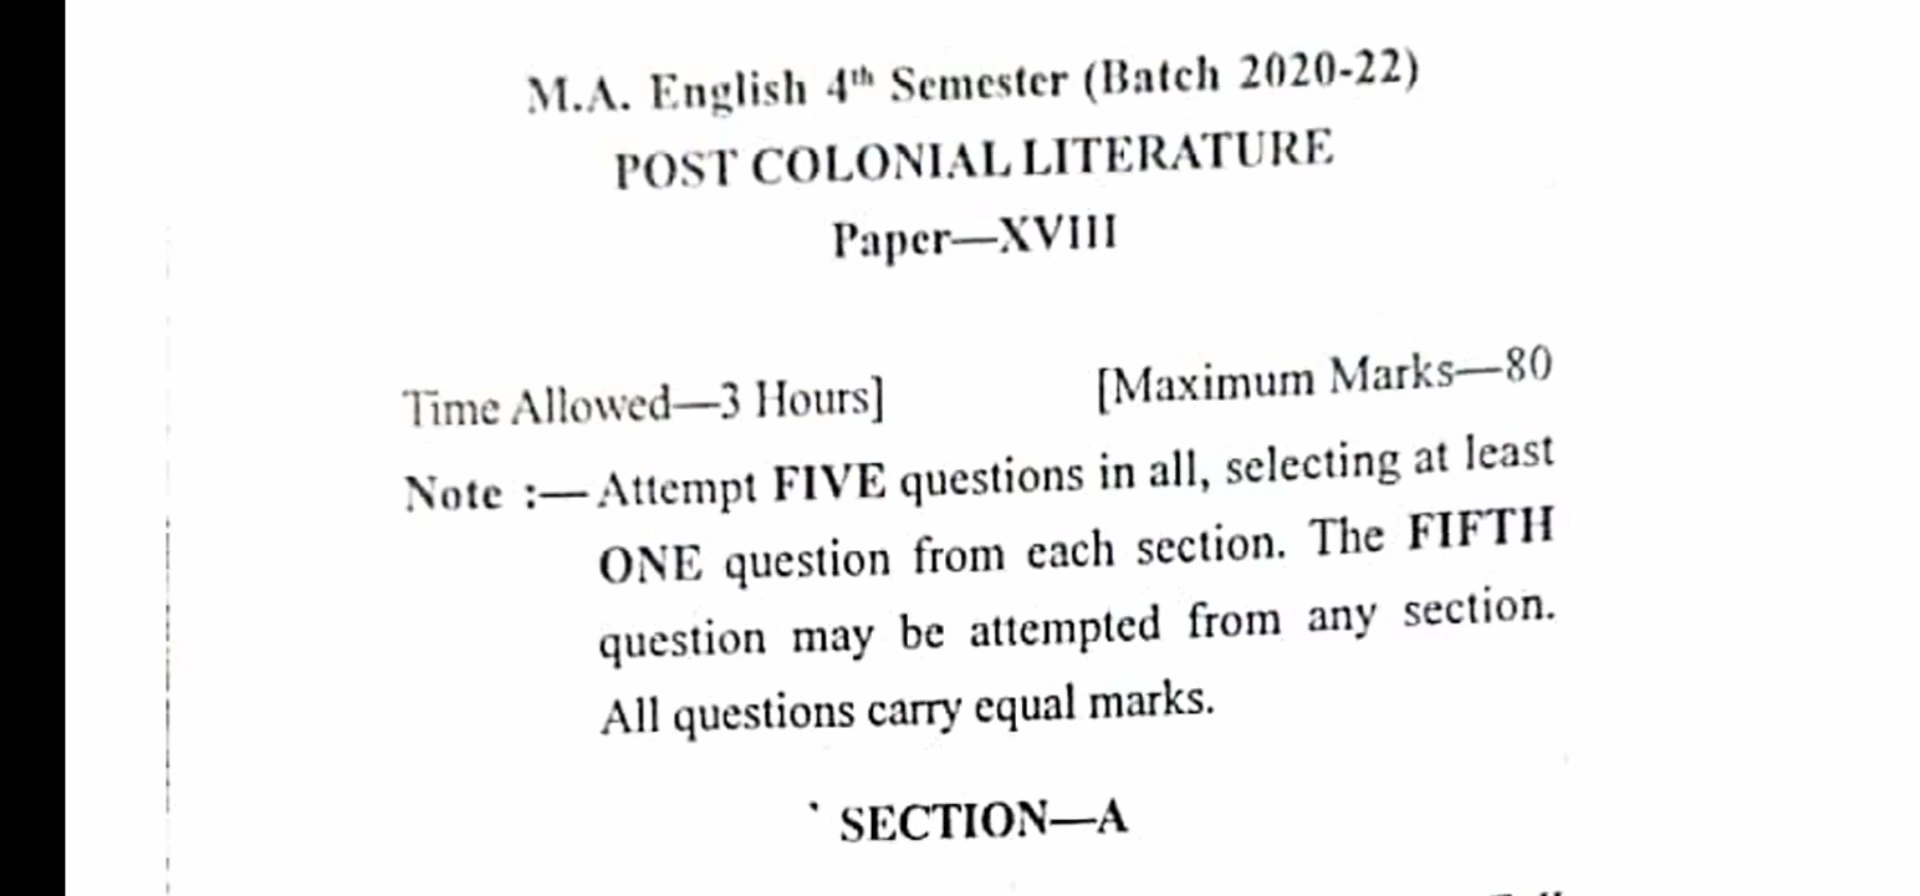 M.A. English 4th Semester (Batch 2020-22)
POST COLONIAL LITERATURE
Paper—XVIII
Time Allowed—3 Hours] [Maximum Marks—80
Note :— Attempt FIVE questions in all, selecting at least
ONE question from each section. The FIFTH
question may be attempted from any section.
All questions carry equal marks.
SECTION—A